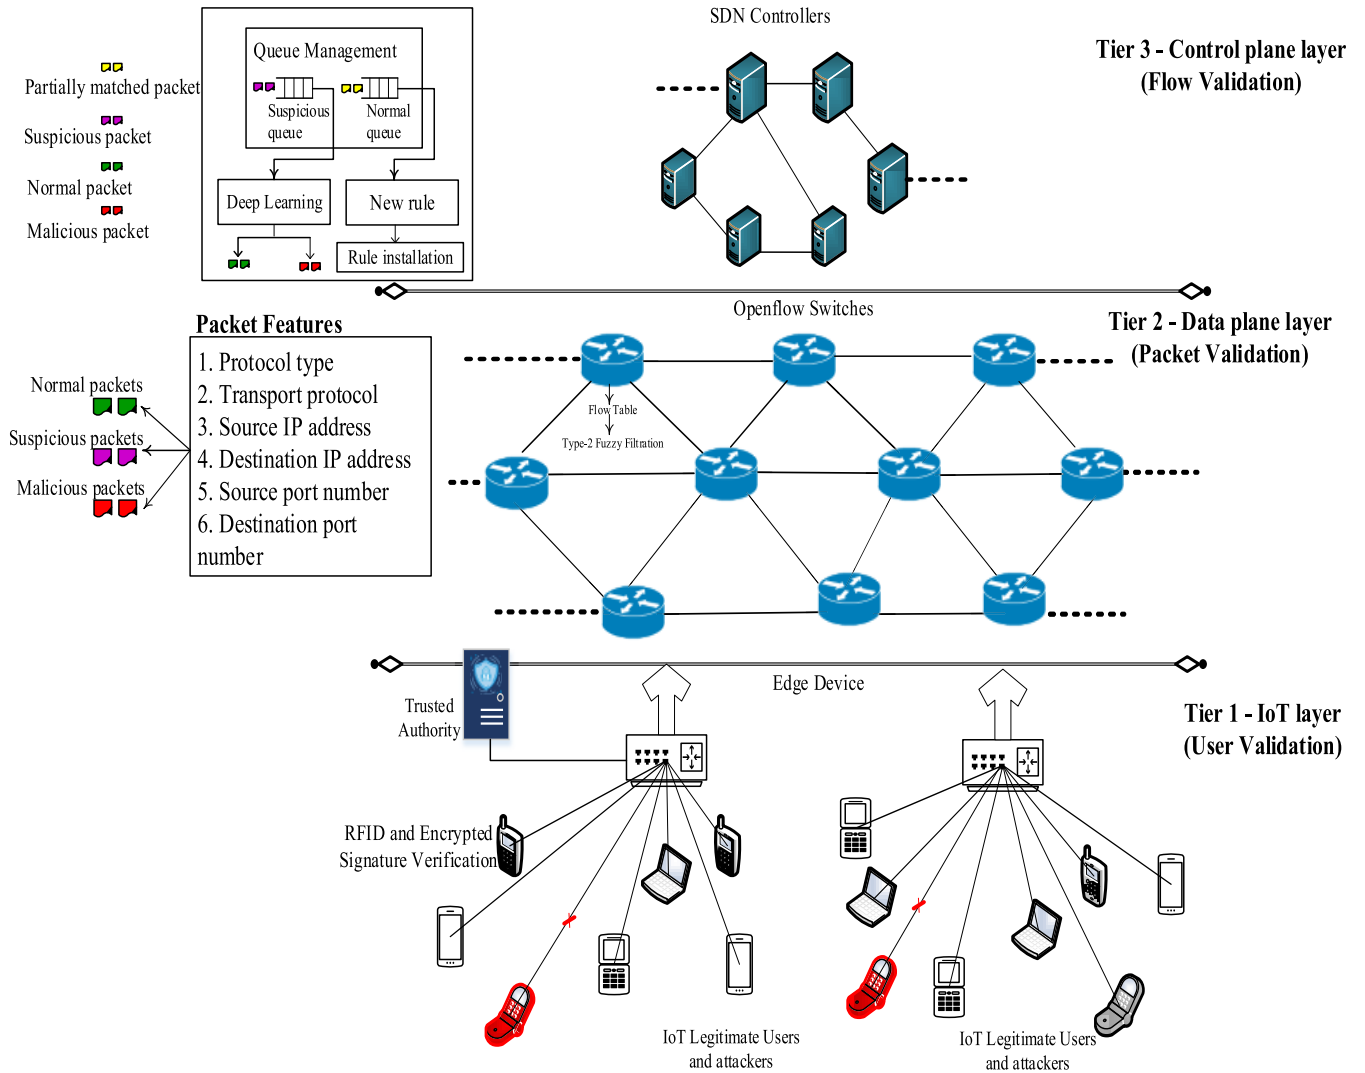 SDN Controllers
Tier 3 - Control plane layer
(Flow Validation)
Queue Management
Partially matched packet
Suspicious
queue
Normal
queue
Suspicious packet
Normal packet
Malicious packet
Deep Learning
New rule
Rule installation
Openflow Switches
Tier 2 - Data plane layer
(Packet Validation)
Packet Features
1. Protocol type
2. Transport protocol
3. Source IP address
4. Destination IP address
5. Source port number
6. Destination port
number
Normal packets
Suspicious packets
Malicious packets
Flow Table
Type-2 Fuzzy Filtration
Edge Device
Trusted
Authority
Tier 1 - IoT layer
(User Validation)
RFID and Encrypted
Signature Verification
IoT Legitimate Users
and attackers
IoT Legitimate Users
and attackers